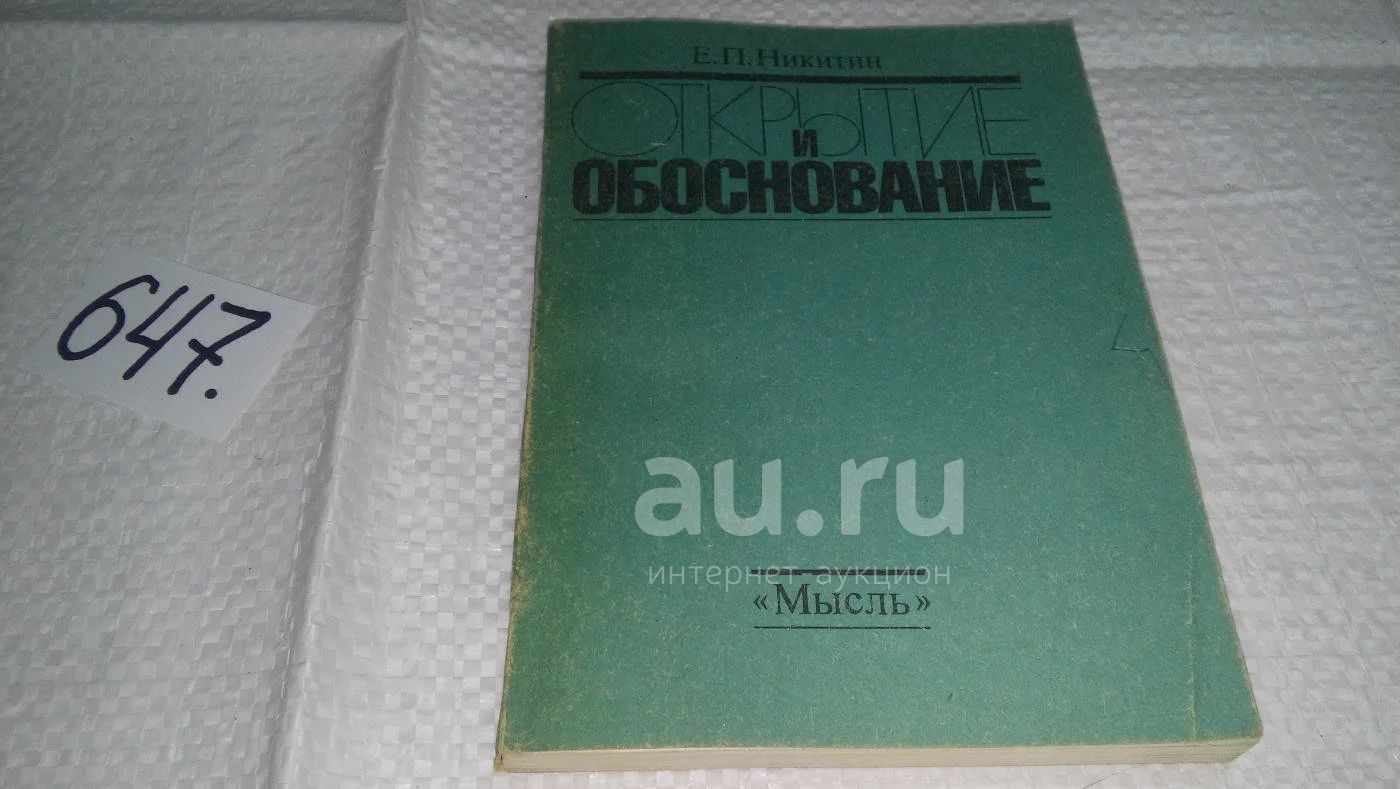 Е.П.Никитин
ОТКРЫТИЕ
И
ОБОСНОВАНИЕ
647.
au.ru
интернет аукцион
«Мысль»